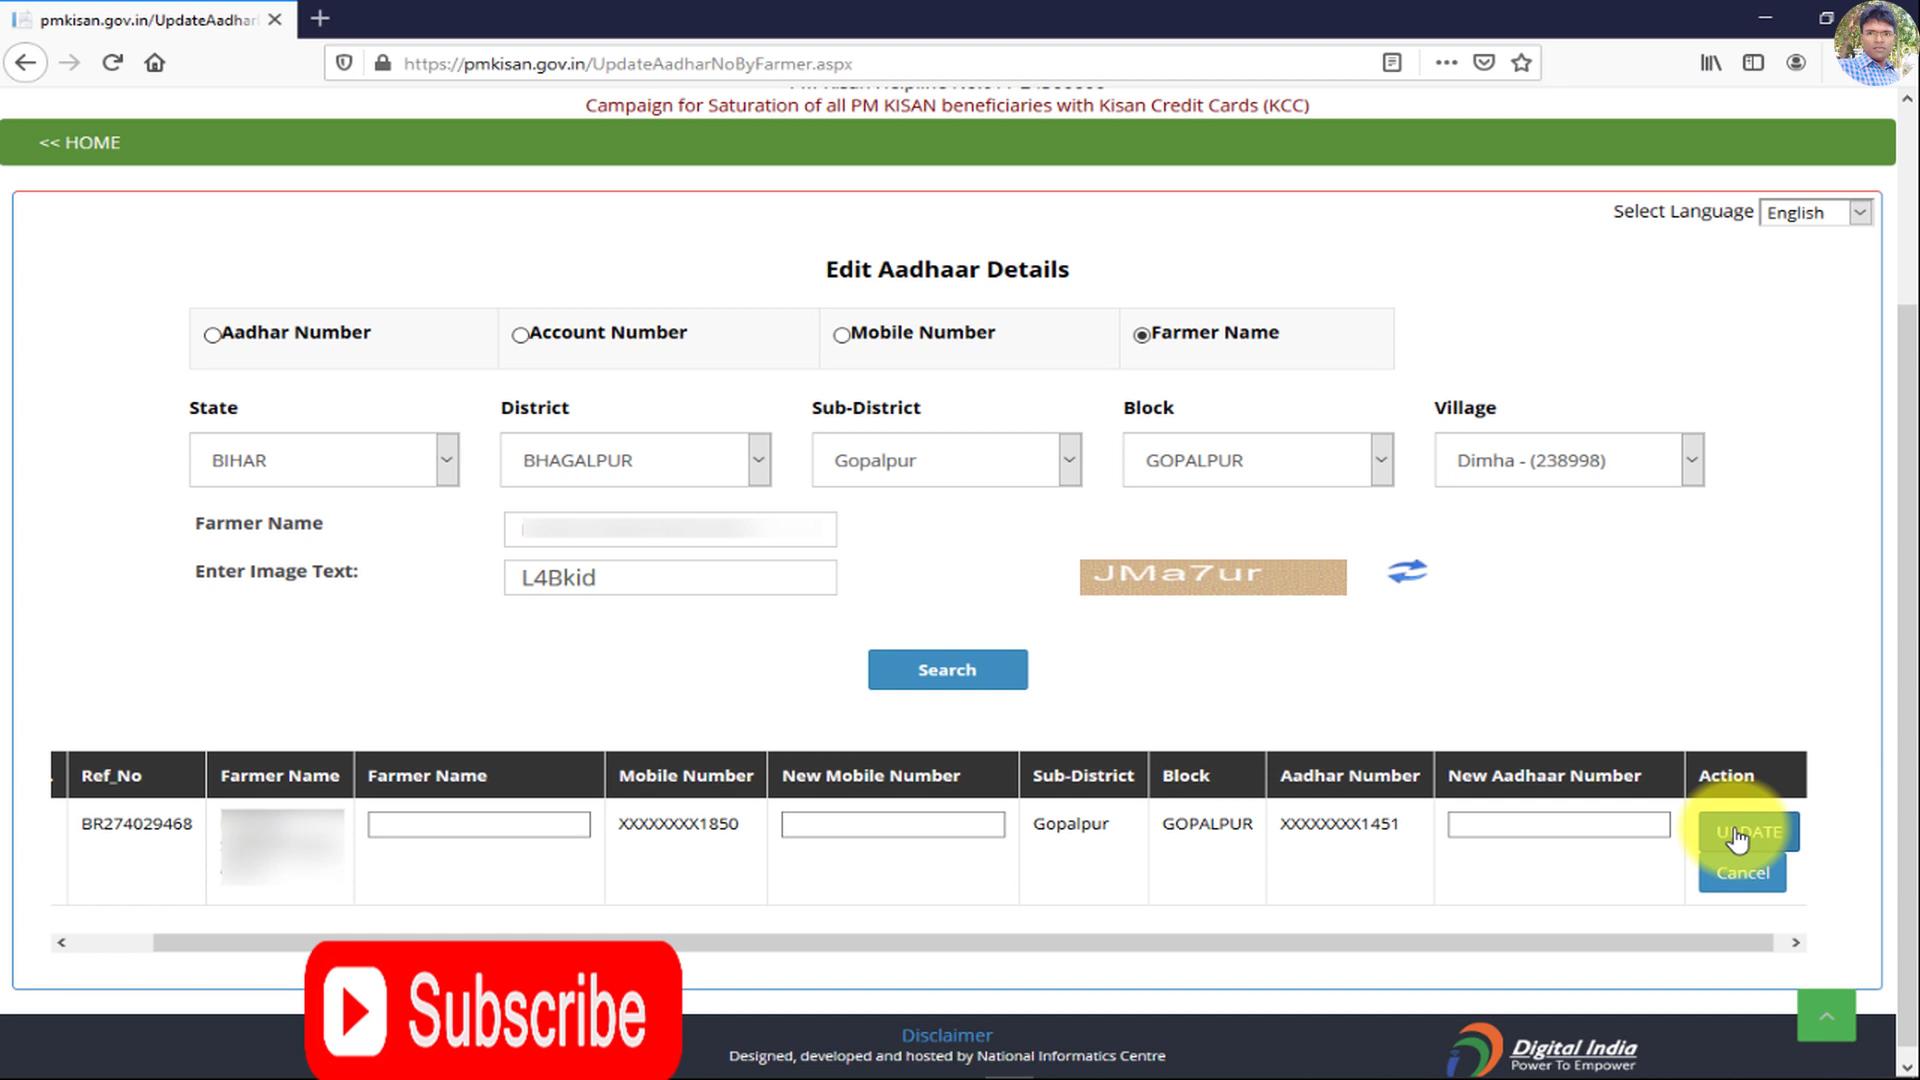 pmkisan.gov.in/UpdateAadhar
https://pmkisan.gov.in/UpdateAadharNoByFarmer.aspx
Campaign for Saturation of all PM KISAN beneficiaries with Kisan Credit Cards (KCC)
<< HOME
Select Language English
Edit Aadhaar Details
Aadhar Number Account Number Mobile Number Farmer Name
State District Sub-District Block Village
BIHAR BHAGALPUR Gopalpur GOPALPUR Dimha - (238998)
Farmer Name
Enter Image Text: L4Bkid JMa7ur
Search
Ref_No Farmer Name Farmer Name Mobile Number New Mobile Number Sub-District Block Aadhar Number New Aadhaar Number Action
BR274029468 XXXXXXXX1850 Gopalpur GOPALPUR XXXXXXXX1451 UPDATE
Cancel
Subscribe
Disclaimer
Designed, developed and hosted by National Informatics Centre
Digital India
Power To Empower